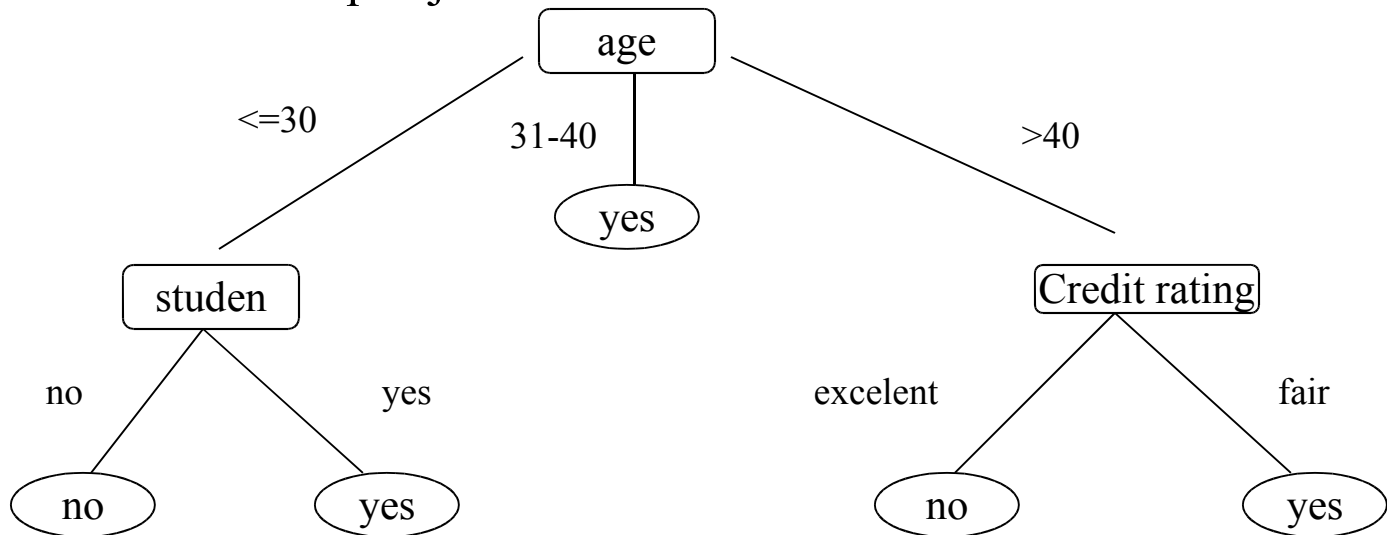 age
<=30
31-40
>40
yes
studen
Credit rating
no
yes
excelent
fair
no
yes
no
yes